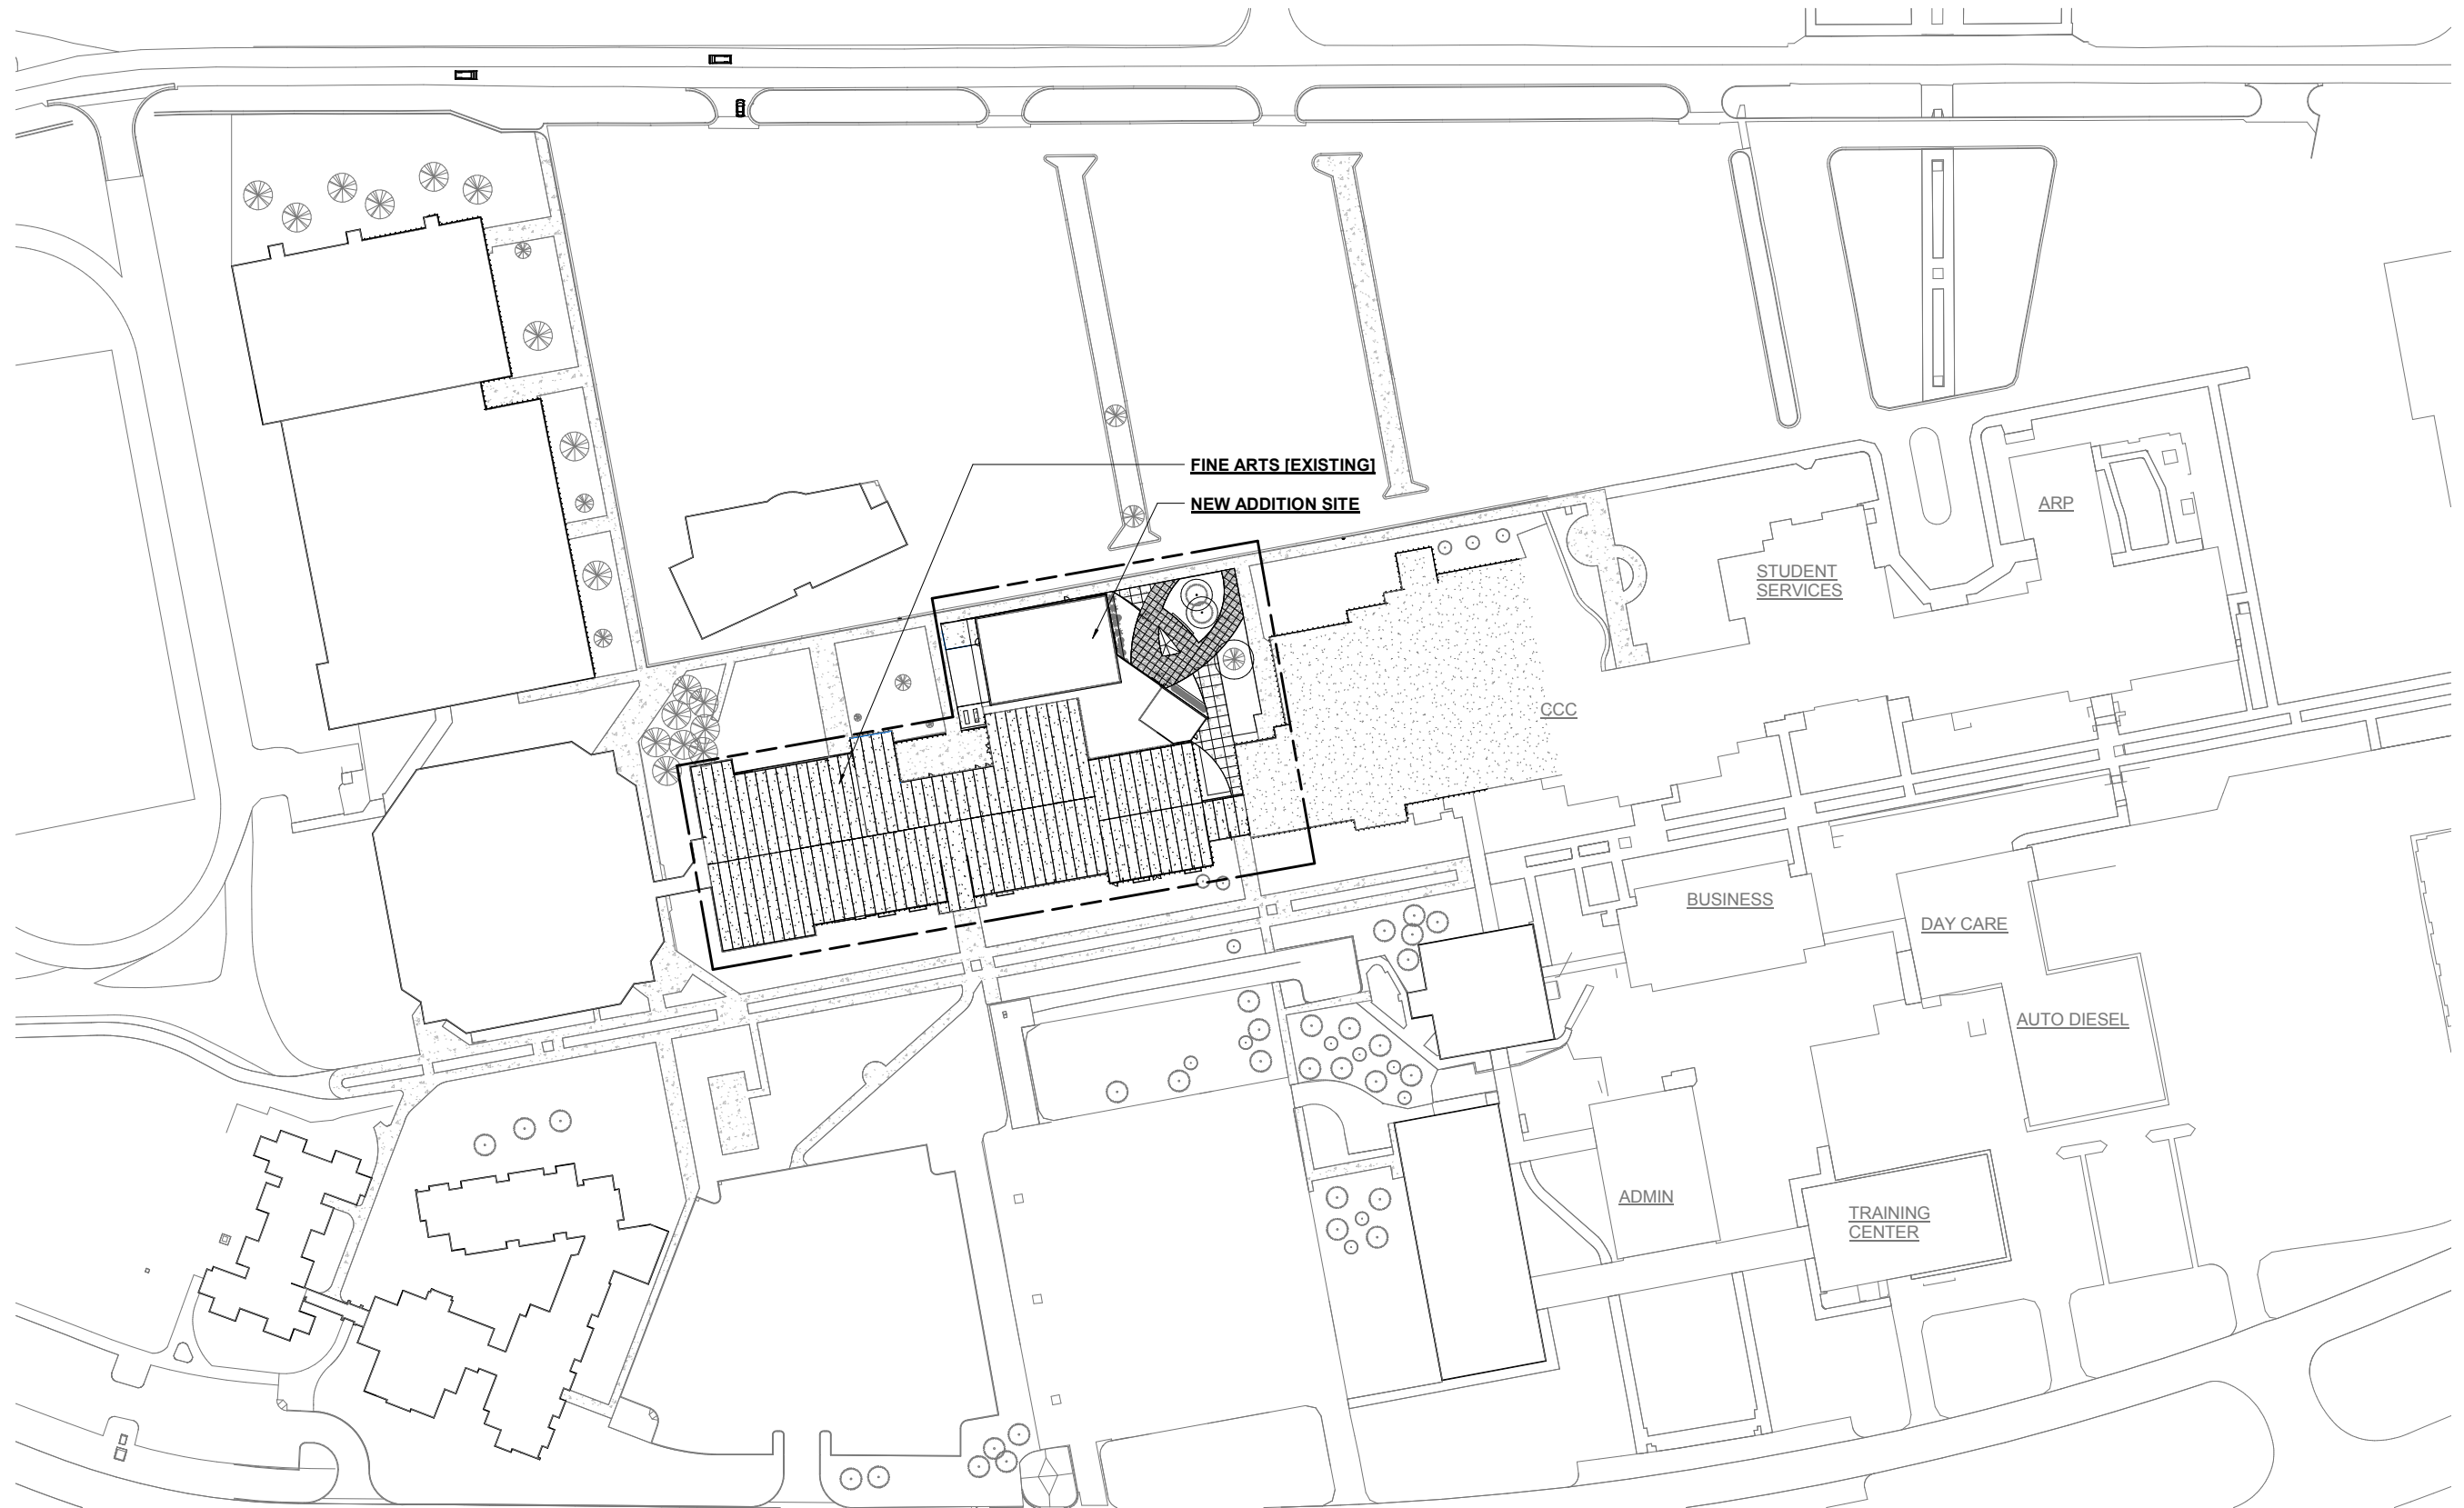 FINE ARTS [EXISTING]
NEW ADDITION SITE
ARP
STUDENT
SERVICES
CCC
BUSINESS
DAY CARE
AUTO DIESEL
ADMIN
TRAINING
CENTER